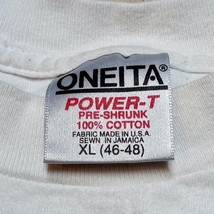 ONEITA®
POWER-T
PRE-SHRUNK
100% COTTON
FABRIC MADE IN U.S.A.
SEWN IN JAMAICA
XL (46-48)